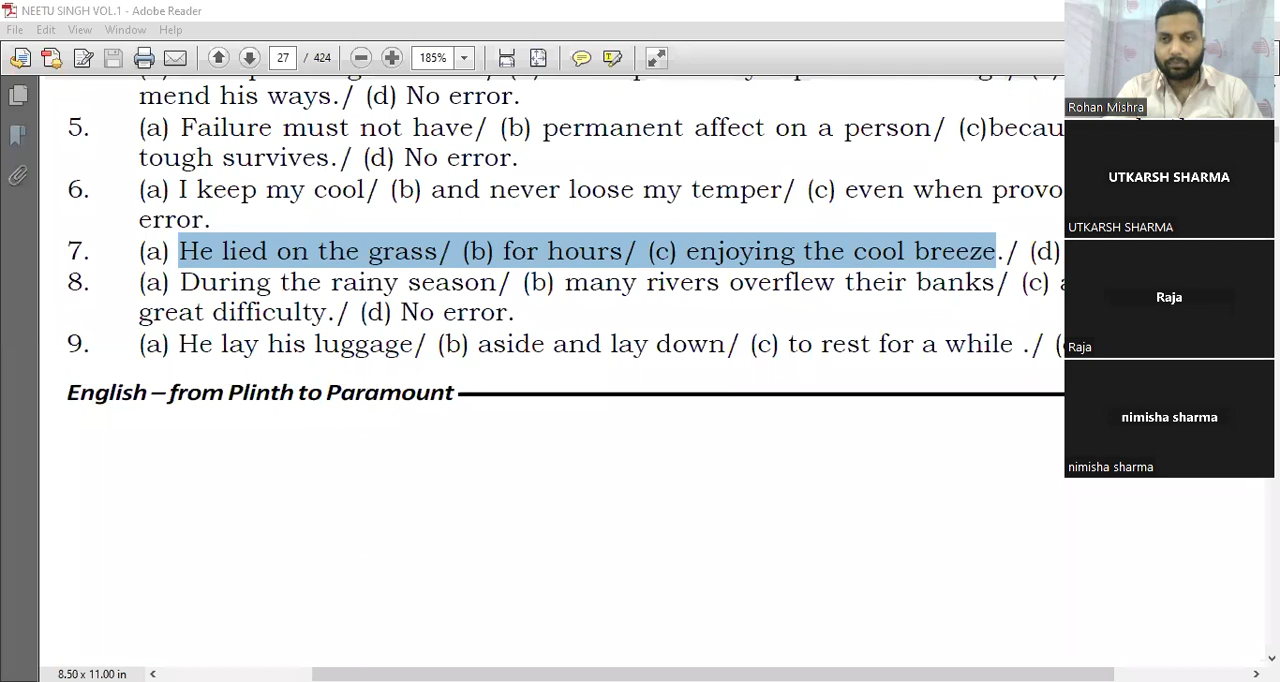 NEETU SINGH VOL.1 - Adobe Reader
File Edit View Window Help
27 / 424 185%
mend his ways./ (d) No error.
5. (a) Failure must not have/ (b) permanent affect on a person/ (c)becau
tough survives./ (d) No error.
6. (a) I keep my cool/ (b) and never loose my temper/ (c) even when provo
error.
7. (a) He lied on the grass/ (b) for hours/ (c) enjoying the cool breeze./ (d)
8. (a) During the rainy season/ (b) many rivers overflew their banks/ (c) a
great difficulty./ (d) No error.
9. (a) He lay his luggage/ (b) aside and lay down/ (c) to rest for a while ./ (
English – from Plinth to Paramount
8.50 x 11.00 in
Rohan Mishra
UTKARSH SHARMA
UTKARSH SHARMA
Raja
Raja
nimisha sharma
nimisha sharma